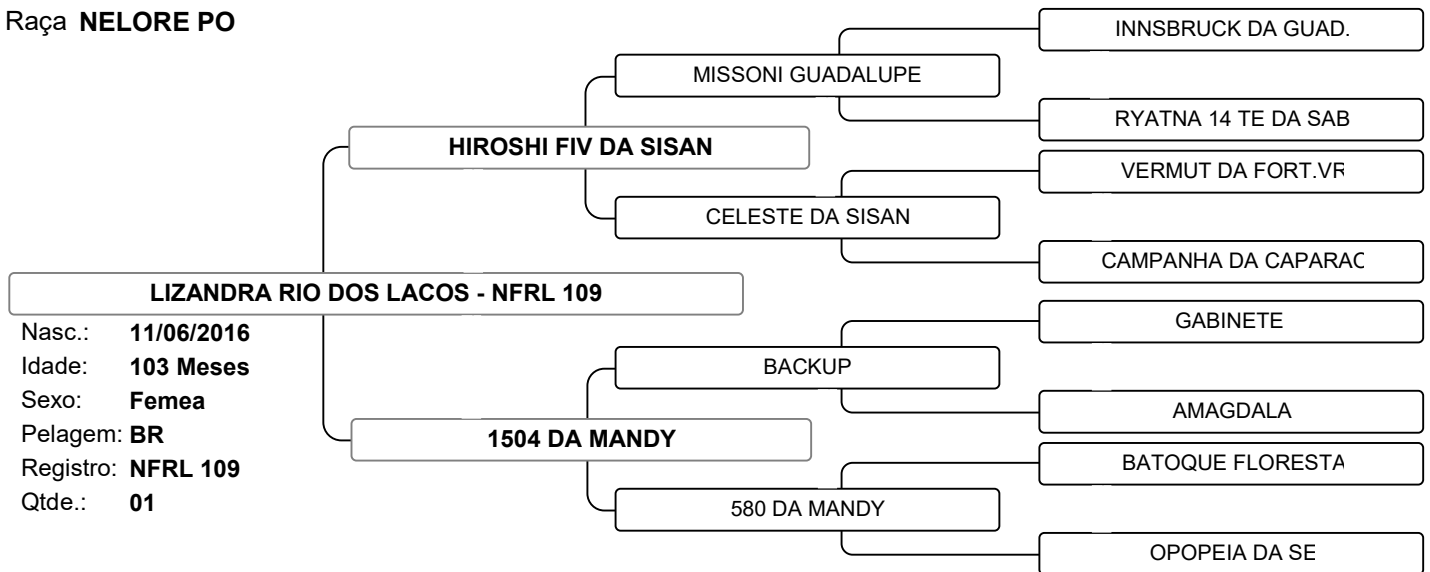 Raça NELORE PO
INNSBRUCK DA GUAD.
MISSONI GUADALUPE
RYATNA 14 TE DA SAB
HIROSHI FIV DA SISAN
VERMUT DA FORT.VR
CELESTE DA SISAN
CAMPANHA DA CAPARAC
LIZANDRA RIO DOS LACOS - NFRL 109
Nasc.: 11/06/2016
Idade: 103 Meses
Sexo: Femea
Pelagem: BR
Registro: NFRL 109
Qtde.: 01
GABINETE
BACKUP
AMAGDALA
1504 DA MANDY
BATOQUE FLORESTA
580 DA MANDY
OPOPEIA DA SE